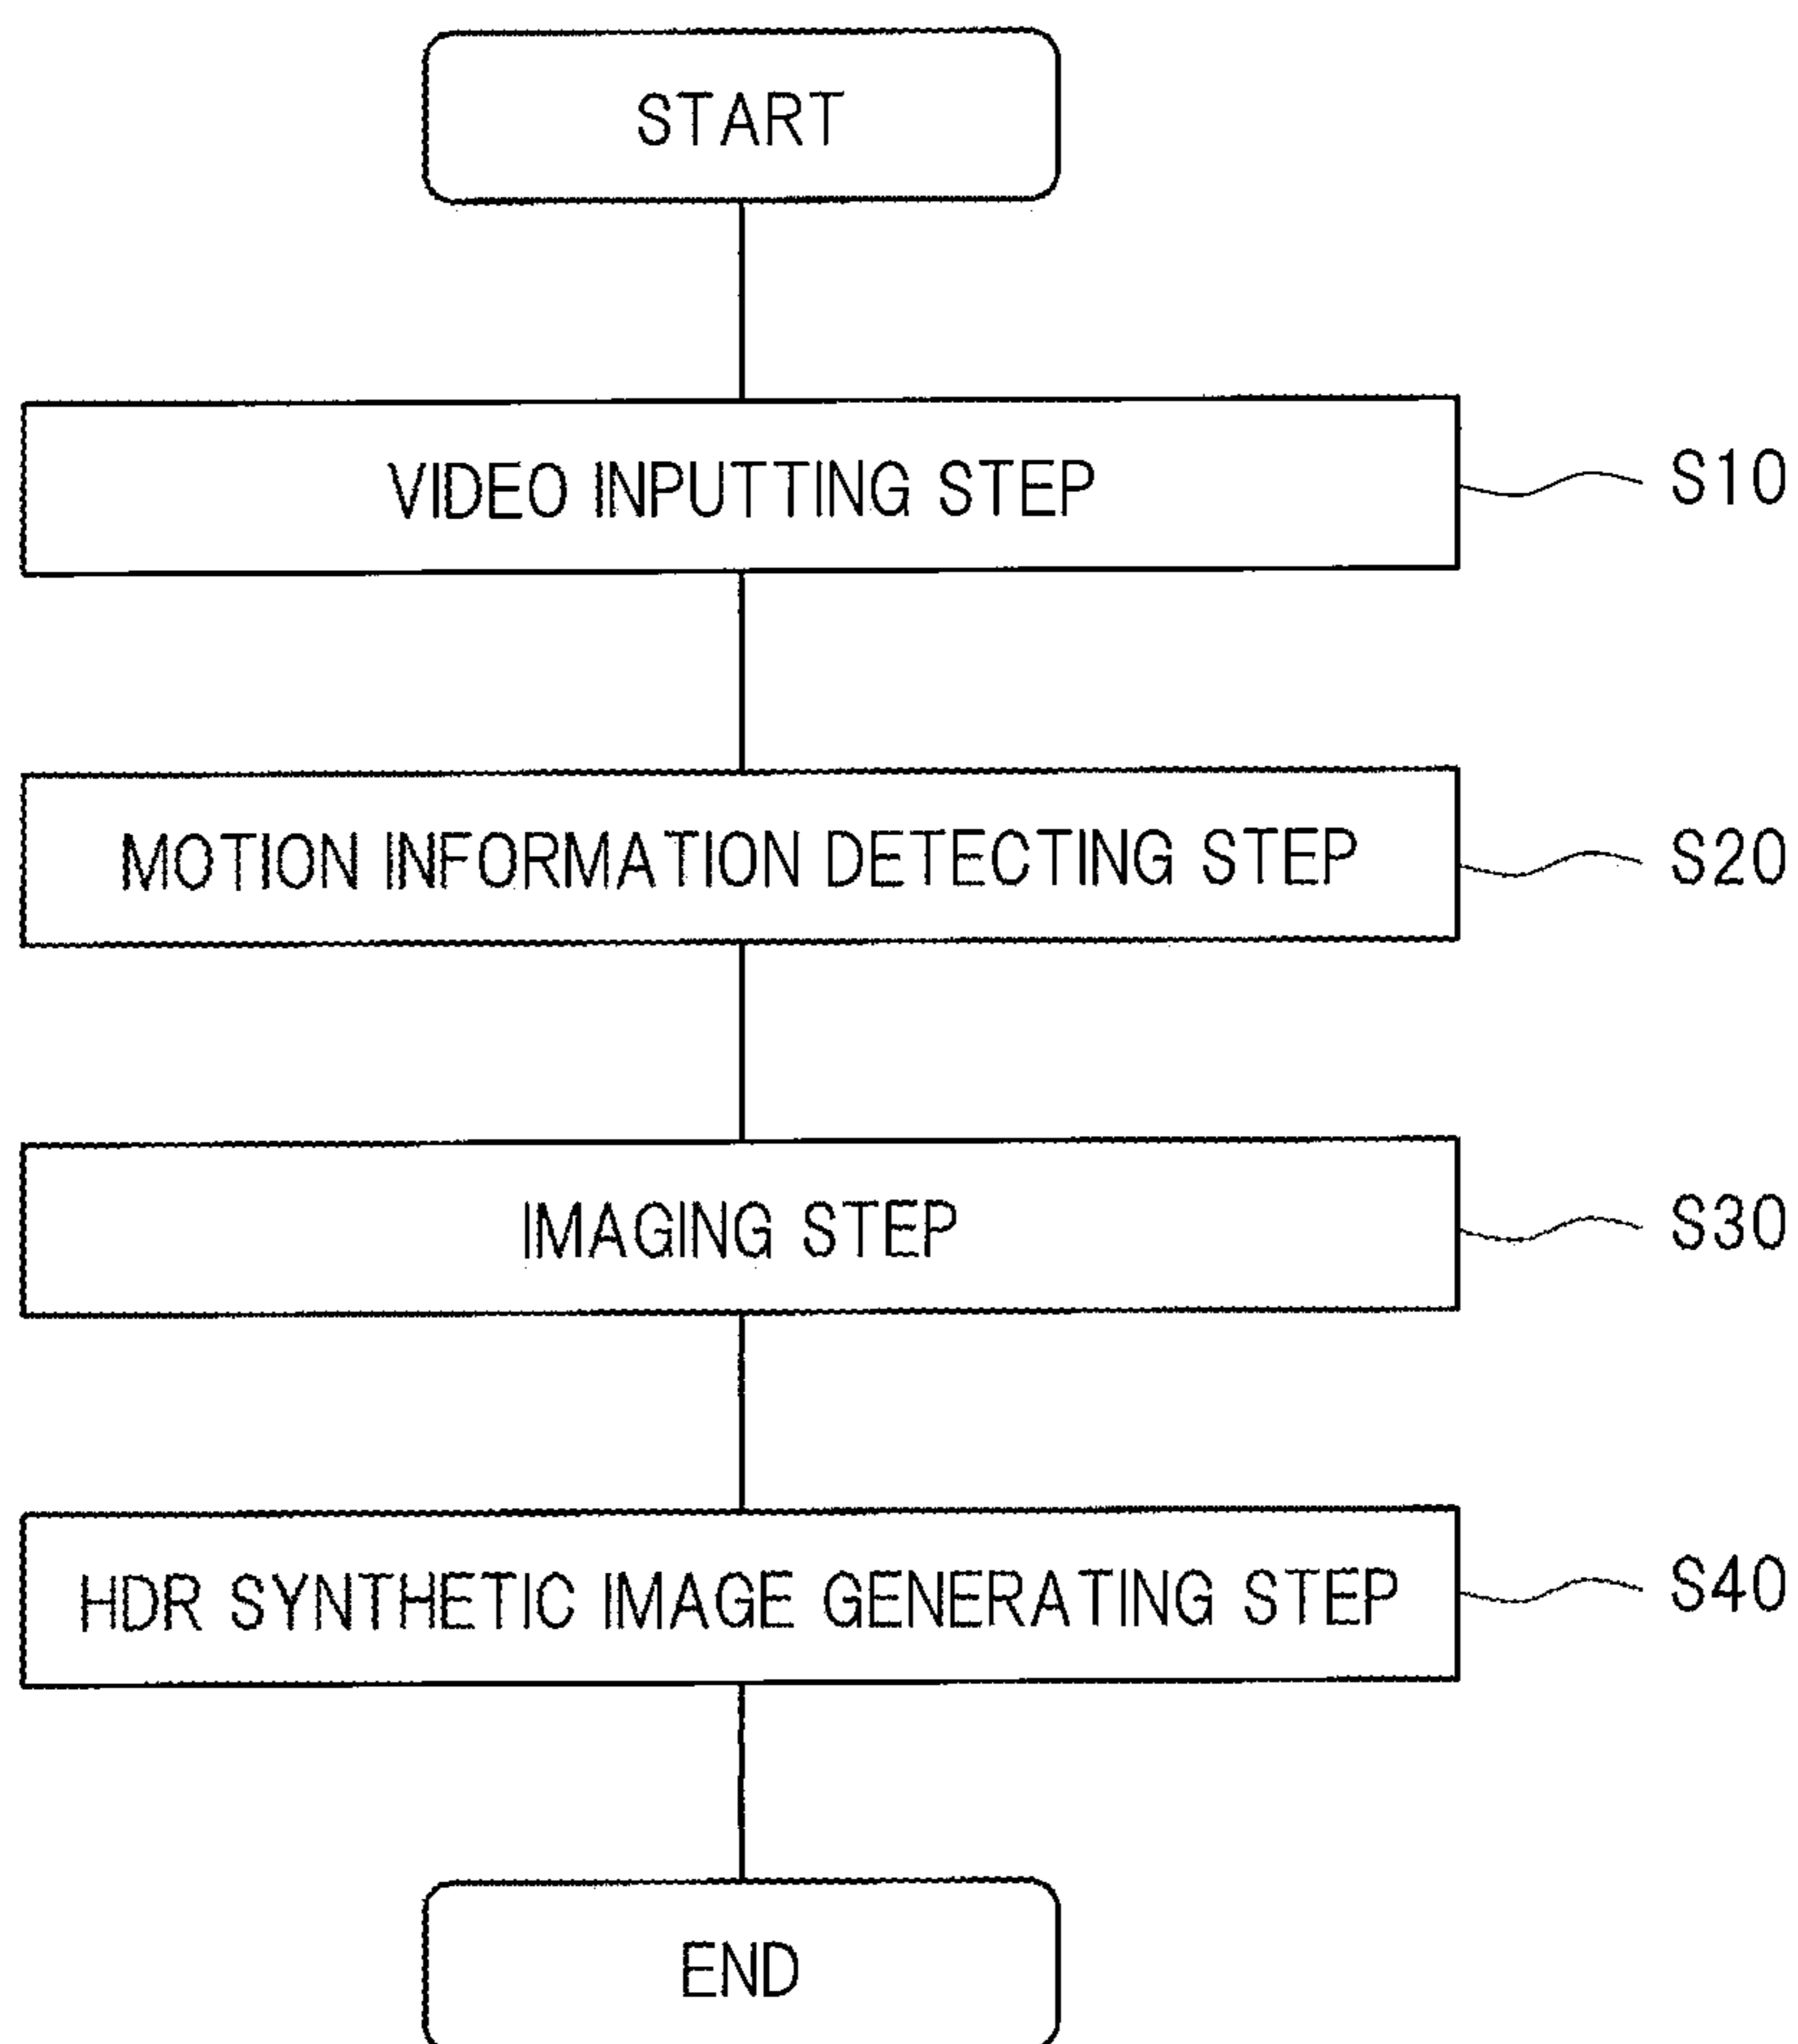 START
VIDEO INPUTTING STEP
S10
MOTION INFORMATION DETECTING STEP
S20
IMAGING STEP
S30
HDR SYNTHETIC IMAGE GENERATING STEP
S40
END